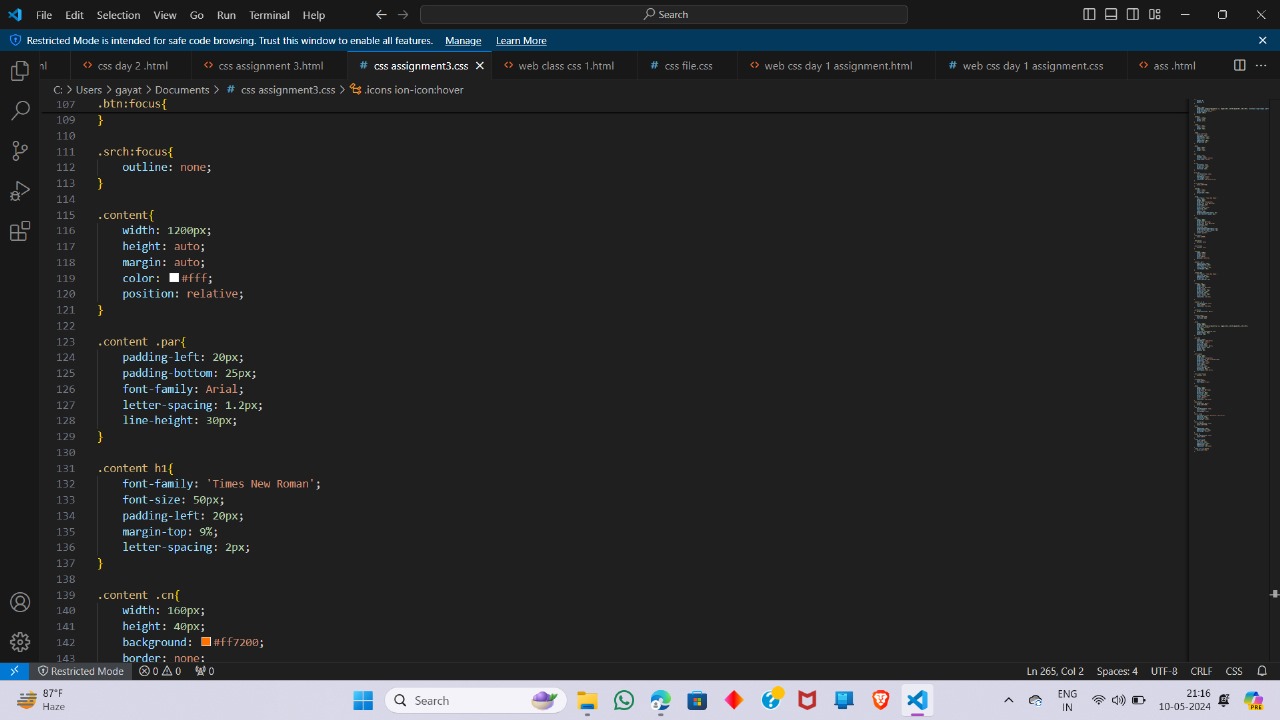 File Edit Selection View Go Run Terminal Help Search
Restricted Mode is intended for safe code browsing. Trust this window to enable all features. Manage Learn More
css day 2 .html css assignment 3.html css assignment3.css web class css 1.html css file.css web css day 1 assignment.html web css day 1 assignment.css ass .html
C: > Users > gayat > Documents > # css assignment3.css > .icons ion-icon:hover
107 .btn:focus{
109 }
110
111 .srch:focus{
112 outline: none;
113 }
114
115 .content{
116 width: 1200px;
117 height: auto;
118 margin: auto;
119 color: #fff;
120 position: relative;
121 }
122
123 .content .par{
124 padding-left: 20px;
125 padding-bottom: 25px;
126 font-family: Arial;
127 letter-spacing: 1.2px;
128 line-height: 30px;
129 }
130
131 .content h1{
132 font-family: 'Times New Roman';
133 font-size: 50px;
134 padding-left: 20px;
135 margin-top: 9%;
136 letter-spacing: 2px;
137 }
138
139 .content .cn{
140 width: 160px;
141 height: 40px;
142 background: #ff7200;
143 border: none;
Restricted Mode 0 0 0 Ln 265, Col 2 Spaces: 4 UTF-8 CRLF CSS
87°F
Haze
Search
ENG
IN
21:16
10-05-2024